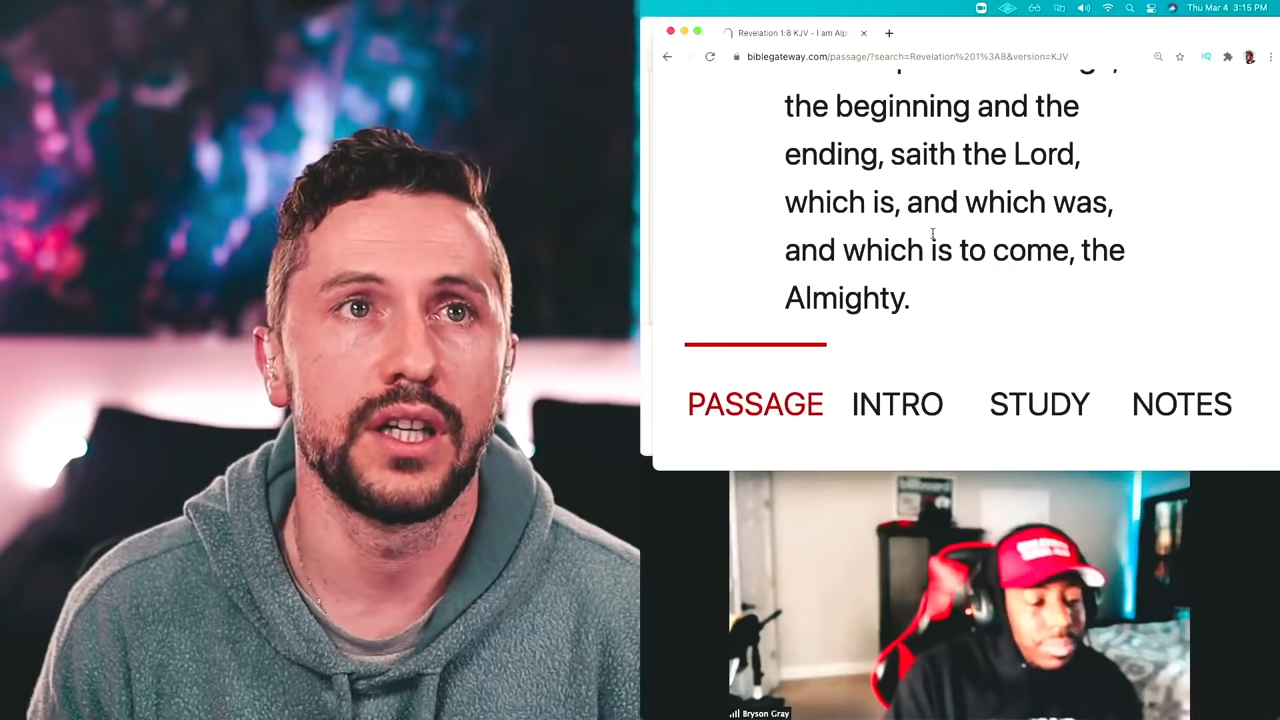 Thu Mar 4 3:15 PM
Revelation 1:8 KJV - I am Alp
biblegateway.com/passage/?search=Revelation%201%3A8&version=KJV
the beginning and the
ending, saith the Lord,
which is, and which was,
and which is to come, the
Almighty.
PASSAGE INTRO STUDY NOTES
Bryson Gray